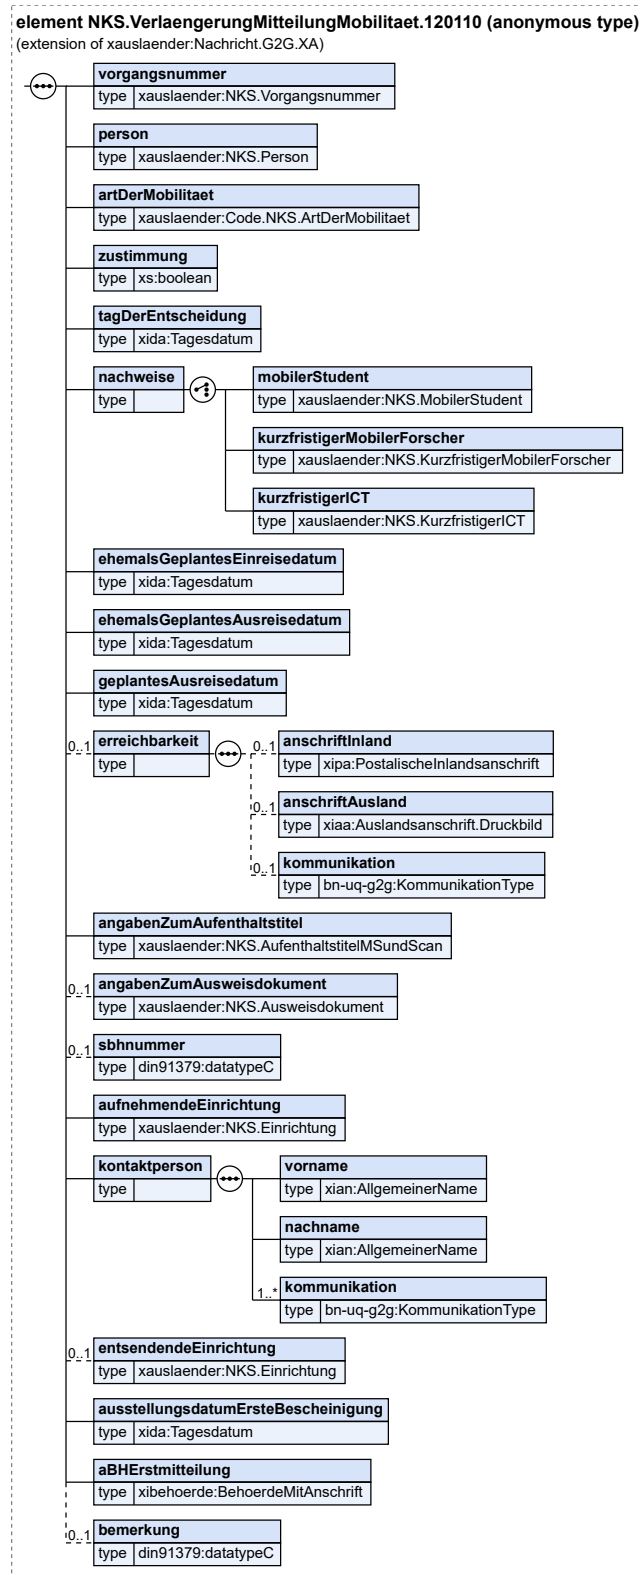 element NKS.VerlaengerungMitteilungMobilitaet.120110 (anonymous type)
(extension of xauslaender:Nachricht.G2G.XA)
vorgangsnummer
type xauslaender:NKS.Vorgangsnummer
person
type xauslaender:NKS.Person
artDerMobilitaet
type xauslaender:Code.NKS.ArtDerMobilitaet
zustimmung
type xs:boolean
tagDerEntscheidung
type xida:Tagesdatum
nachweise
type
mobilerStudent
type xauslaender:NKS.MobilerStudent
kurzfristigerMobilerForscher
type xauslaender:NKS.KurzfristigerMobilerForscher
kurzfristigerICT
type xauslaender:NKS.KurzfristigerICT
ehemalsGeplantesEinreisedatum
type xida:Tagesdatum
ehemalsGeplantesAusreisedatum
type xida:Tagesdatum
geplantesAusreisedatum
type xida:Tagesdatum
0..1 erreichbarkeit
type
0..1 anschriftInland
type xipa:PostalischeInlandsanschrift
0..1 anschriftAusland
type xiaa:Auslandsanschrift.Druckbild
0..1 kommunikation
type bn-uq-g2g:KommunikationType
angabenZumAufenthaltstitel
type xauslaender:NKS.AufenthaltstitelMSundScan
0..1 angabenZumAusweisdokument
type xauslaender:NKS.Ausweisdokument
0..1 sbhnummer
type din91379:datatypeC
aufnehmendeEinrichtung
type xauslaender:NKS.Einrichtung
kontaktperson
type
vorname
type xian:AllgemeinerName
nachname
type xian:AllgemeinerName
1..* kommunikation
type bn-uq-g2g:KommunikationType
0..1 entsendendeEinrichtung
type xauslaender:NKS.Einrichtung
ausstellungsdatumErsteBescheinigung
type xida:Tagesdatum
aBHErstmitteilung
type xibehoerde:BehoerdeMitAnschrift
0..1 bemerkung
type din91379:datatypeC